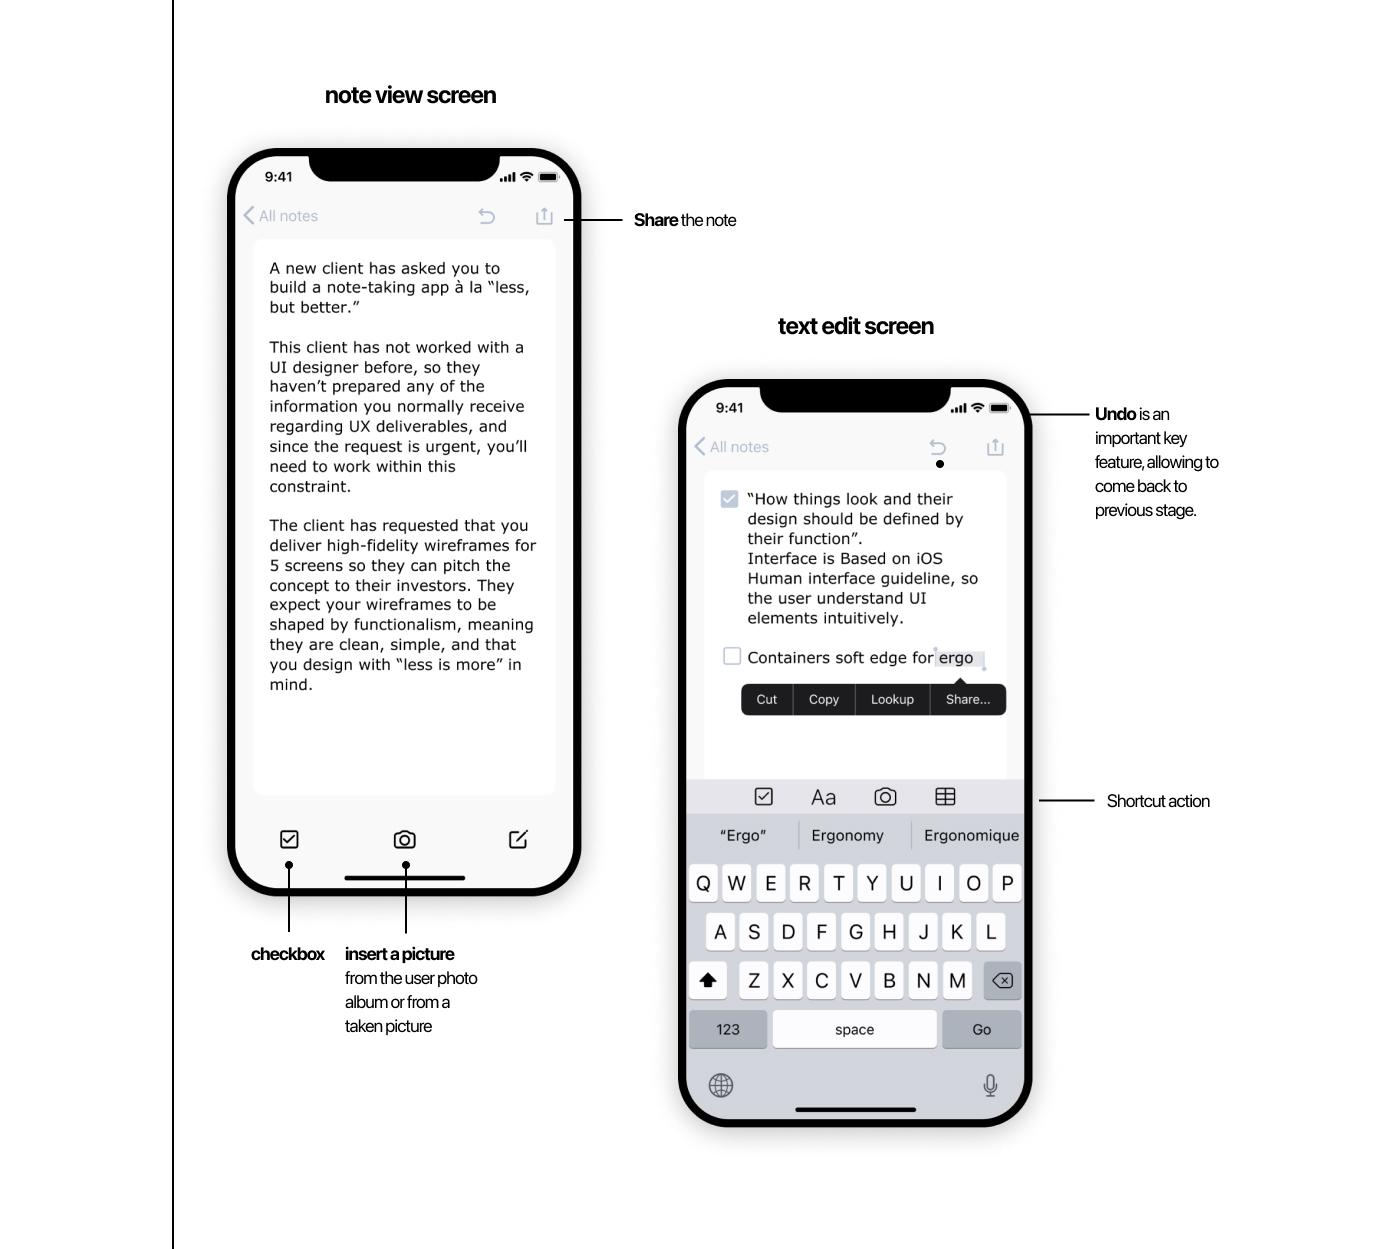 note view screen
9:41
All notes
Share the note
A new client has asked you to
build a note-taking app à la “less,
but better.”
This client has not worked with a
UI designer before, so they
haven’t prepared any of the
information you normally receive
regarding UX deliverables, and
since the request is urgent, you’ll
need to work within this
constraint.
The client has requested that you
deliver high-fidelity wireframes for
5 screens so they can pitch the
concept to their investors. They
expect your wireframes to be
shaped by functionalism, meaning
they are clean, simple, and that
you design with “less is more” in
mind.
checkbox
insert a picture
from the user photo
album or from a
taken picture
text edit screen
9:41
All notes
Undo is an
important key
feature, allowing to
come back to
previous stage.
“How things look and their
design should be defined by
their function”.
Interface is Based on iOS
Human interface guideline, so
the user understand UI
elements intuitively.
Containers soft edge for ergo
Cut Copy Lookup Share...
Aa
Shortcut action
“Ergo” Ergonomy Ergonomique
Q W E R T Y U I O P
A S D F G H J K L
Z X C V B N M
123 space Go